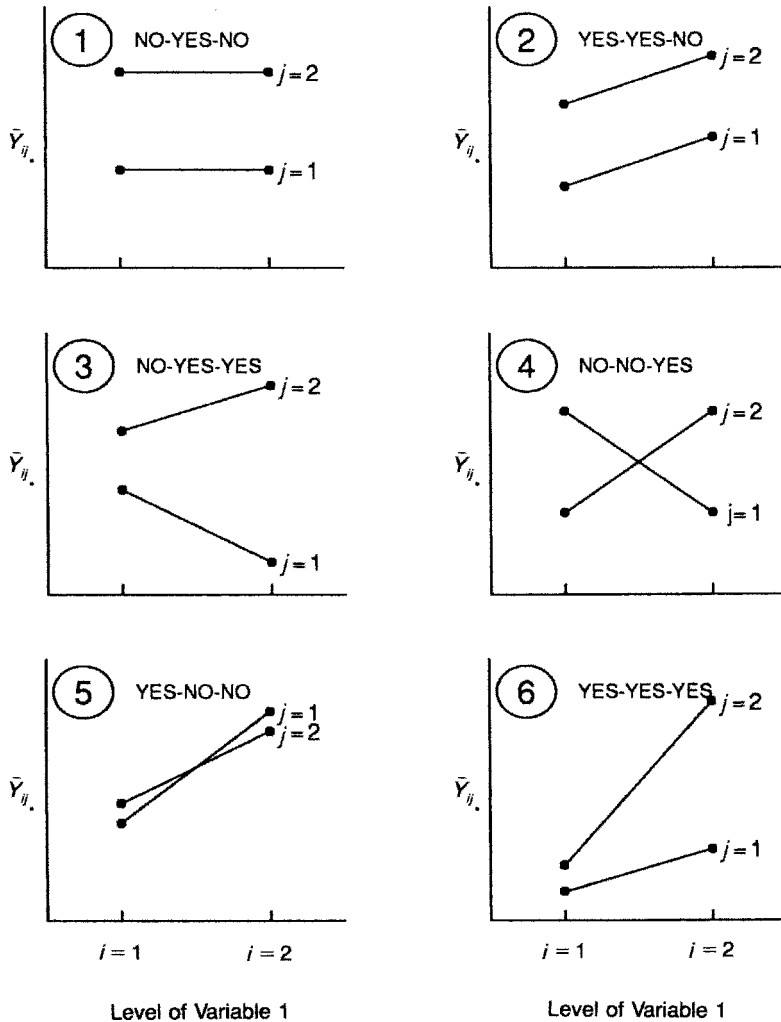 1 NO-YES-NO
j=2
Ȳij.
j=1
2 YES-YES-NO
j=2
Ȳij.
j=1
3 NO-YES-YES
j=2
Ȳij.
j=1
4 NO-NO-YES
j=2
Ȳij.
j=1
5 YES-NO-NO
j=1
j=2
Ȳij.
i=1 i=2
Level of Variable 1
6 YES-YES-YES
j=2
Ȳij.
j=1
i=1 i=2
Level of Variable 1